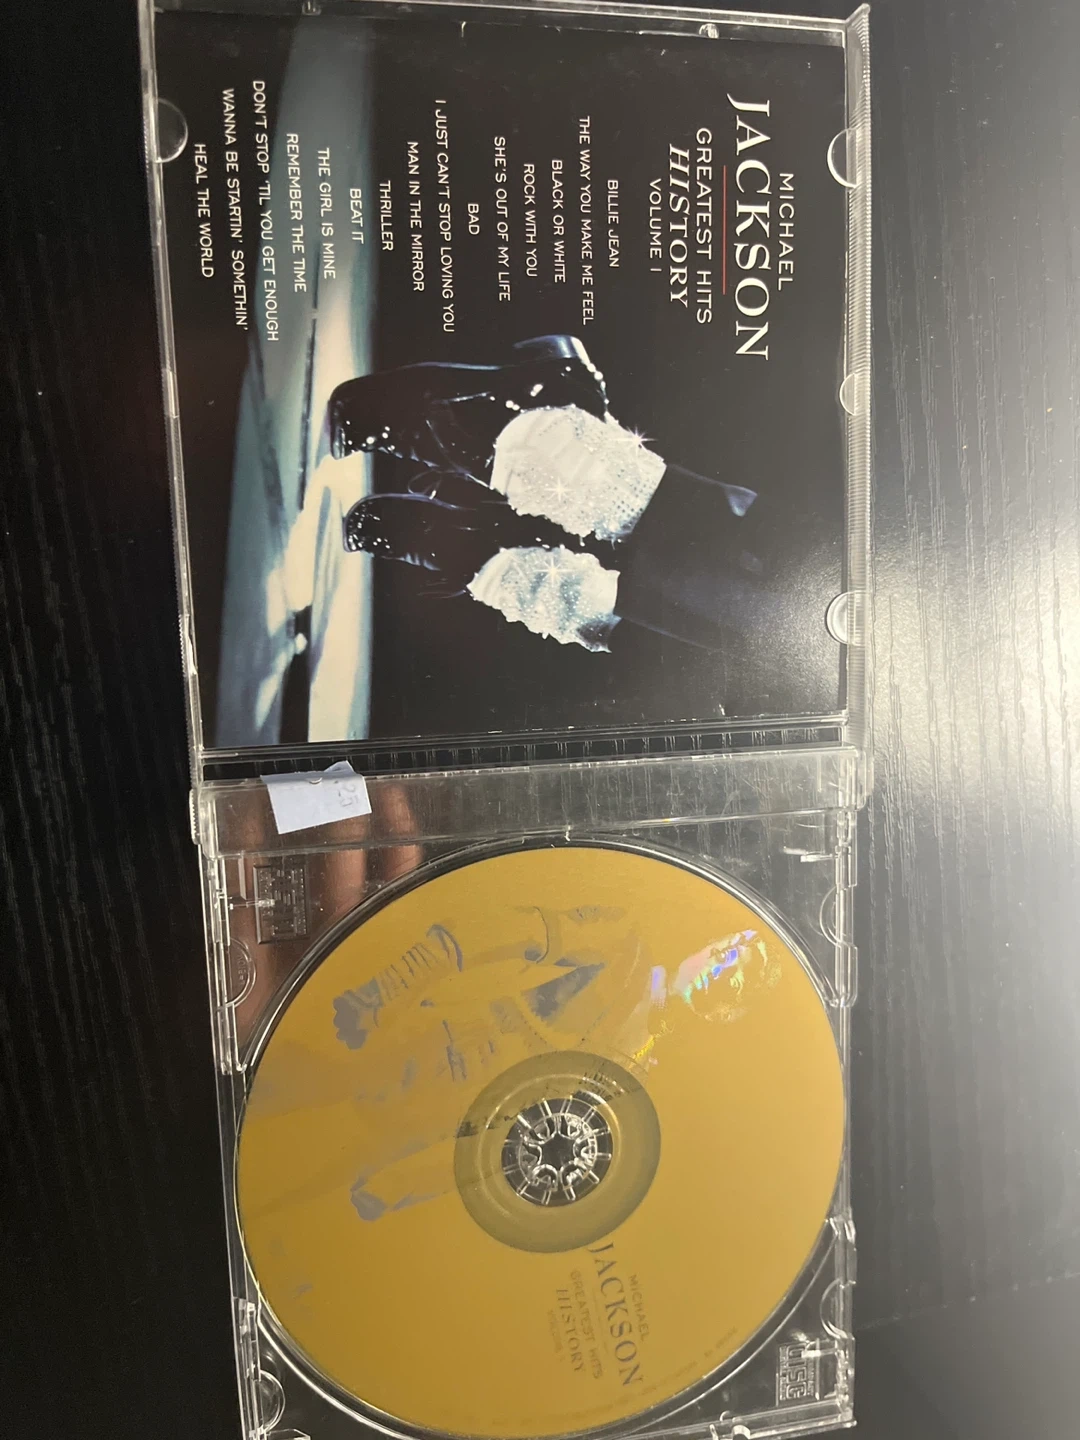 MICHAEL
JACKSON
GREATEST HITS
HISTORY
VOLUME I
BILLIE JEAN
THE WAY YOU MAKE ME FEEL
BLACK OR WHITE
ROCK WITH YOU
SHE'S OUT OF MY LIFE
BAD
I JUST CAN'T STOP LOVING YOU
MAN IN THE MIRROR
THRILLER
BEAT IT
THE GIRL IS MINE
REMEMBER THE TIME
DON'T STOP 'TIL YOU GET ENOUGH
WANNA BE STARTIN' SOMETHIN'
HEAL THE WORLD
MICHAEL
JACKSON
GREATEST HITS
HISTORY
DISC